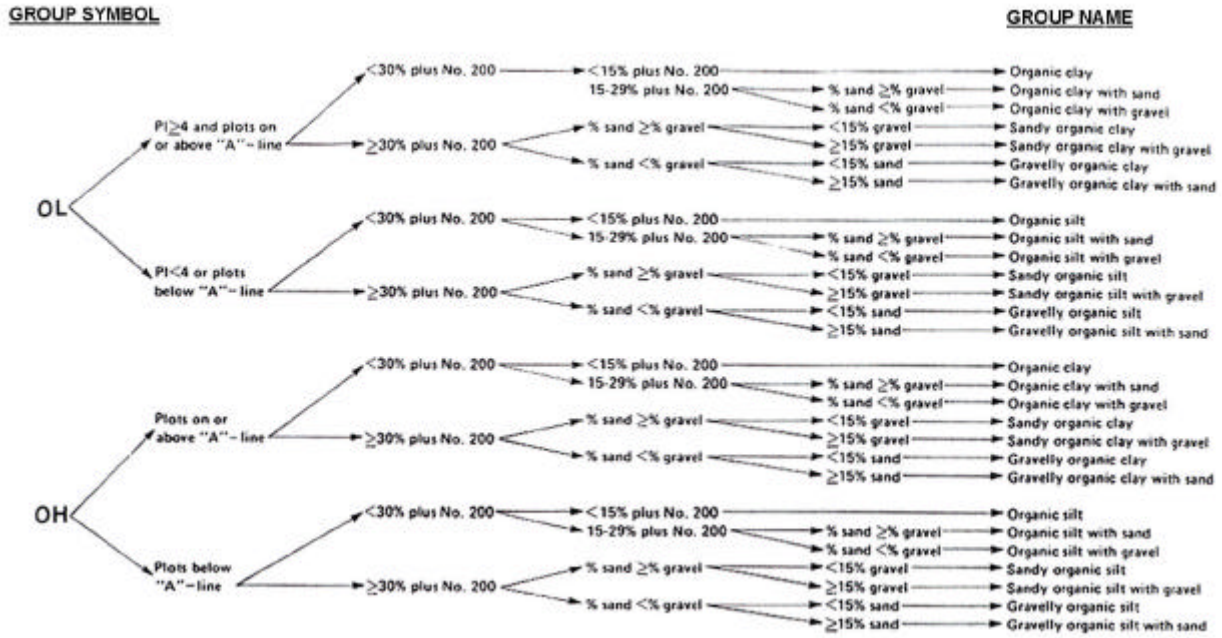 GROUP SYMBOL GROUP NAME
<30% plus No. 200 <15% plus No. 200 Organic clay
15-29% plus No. 200 % sand ≥% gravel Organic clay with sand
% sand <% gravel Organic clay with gravel
PI≥4 and plots on
or above "A"-line
≥30% plus No. 200 % sand ≥% gravel <15% gravel Sandy organic clay
≥15% gravel Sandy organic clay with gravel
% sand <% gravel <15% sand Gravelly organic clay
≥15% sand Gravelly organic clay with sand
OL
<30% plus No. 200 <15% plus No. 200 Organic silt
15-29% plus No. 200 % sand ≥% gravel Organic silt with sand
% sand <% gravel Organic silt with gravel
PI<4 or plots
below "A"-line
≥30% plus No. 200 % sand ≥% gravel <15% gravel Sandy organic silt
≥15% gravel Sandy organic silt with gravel
% sand <% gravel <15% sand Gravelly organic silt
≥15% sand Gravelly organic silt with sand
<30% plus No. 200 <15% plus No. 200 Organic clay
15-29% plus No. 200 % sand ≥% gravel Organic clay with sand
% sand <% gravel Organic clay with gravel
Plots on or
above "A"-line
≥30% plus No. 200 % sand ≥% gravel <15% gravel Sandy organic clay
≥15% gravel Sandy organic clay with gravel
% sand <% gravel <15% sand Gravelly organic clay
≥15% sand Gravelly organic clay with sand
OH
<30% plus No. 200 <15% plus No. 200 Organic silt
15-29% plus No. 200 % sand ≥% gravel Organic silt with sand
% sand <% gravel Organic silt with gravel
Plots below
"A"-line
≥30% plus No. 200 % sand ≥% gravel <15% gravel Sandy organic silt
≥15% gravel Sandy organic silt with gravel
% sand <% gravel <15% sand Gravelly organic silt
≥15% sand Gravelly organic silt with sand